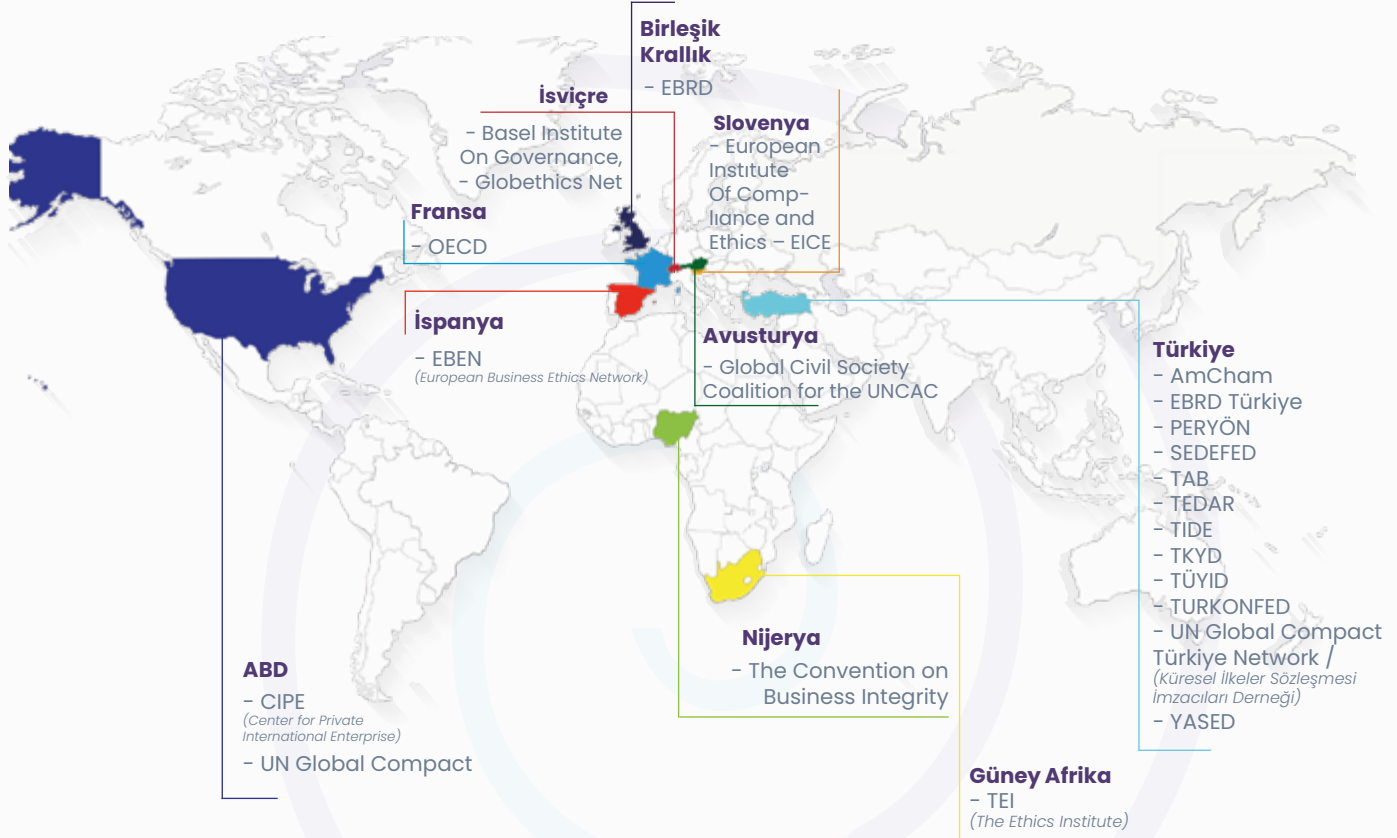 Birleşik
Krallık
- EBRD
İsviçre
- Basel Institute
On Governance,
- Globethics Net
Slovenya
- European
Instıtute
Of Comp-
lıance and
Ethics – EICE
Fransa
- OECD
İspanya
- EBEN
(European Business Ethics Network)
Avusturya
- Global Civil Society
Coalition for the UNCAC
Türkiye
- AmCham
- EBRD Türkiye
- PERYÖN
- SEDEFED
- TAB
- TEDAR
- TIDE
- TKYD
- TÜYID
- TURKONFED
- UN Global Compact
Türkiye Network /
(Küresel İlkeler Sözleşmesi
İmzacıları Derneği)
- YASED
Nijerya
- The Convention on
Business Integrity
ABD
- CIPE
(Center for Private
International Enterprise)
- UN Global Compact
Güney Afrika
- TEI
(The Ethics Institute)